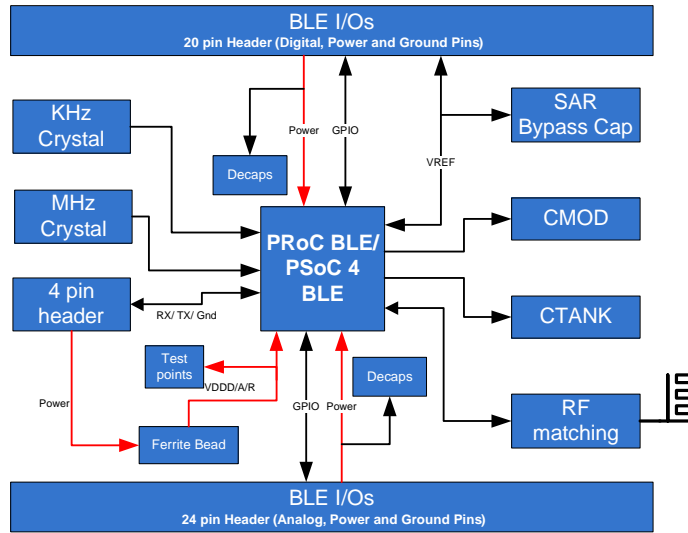 BLE I/Os
20 pin Header (Digital, Power and Ground Pins)
KHz
Crystal
Power
GPIO
SAR
Bypass Cap
VREF
Decaps
MHz
Crystal
PRoC BLE/
PSoC 4
BLE
CMOD
4 pin
header
RX/ TX/ Gnd
CTANK
Test
points
VDDD/A/R
Decaps
Power
GPIO
Power
RF
matching
Ferrite Bead
BLE I/Os
24 pin Header (Analog, Power and Ground Pins)